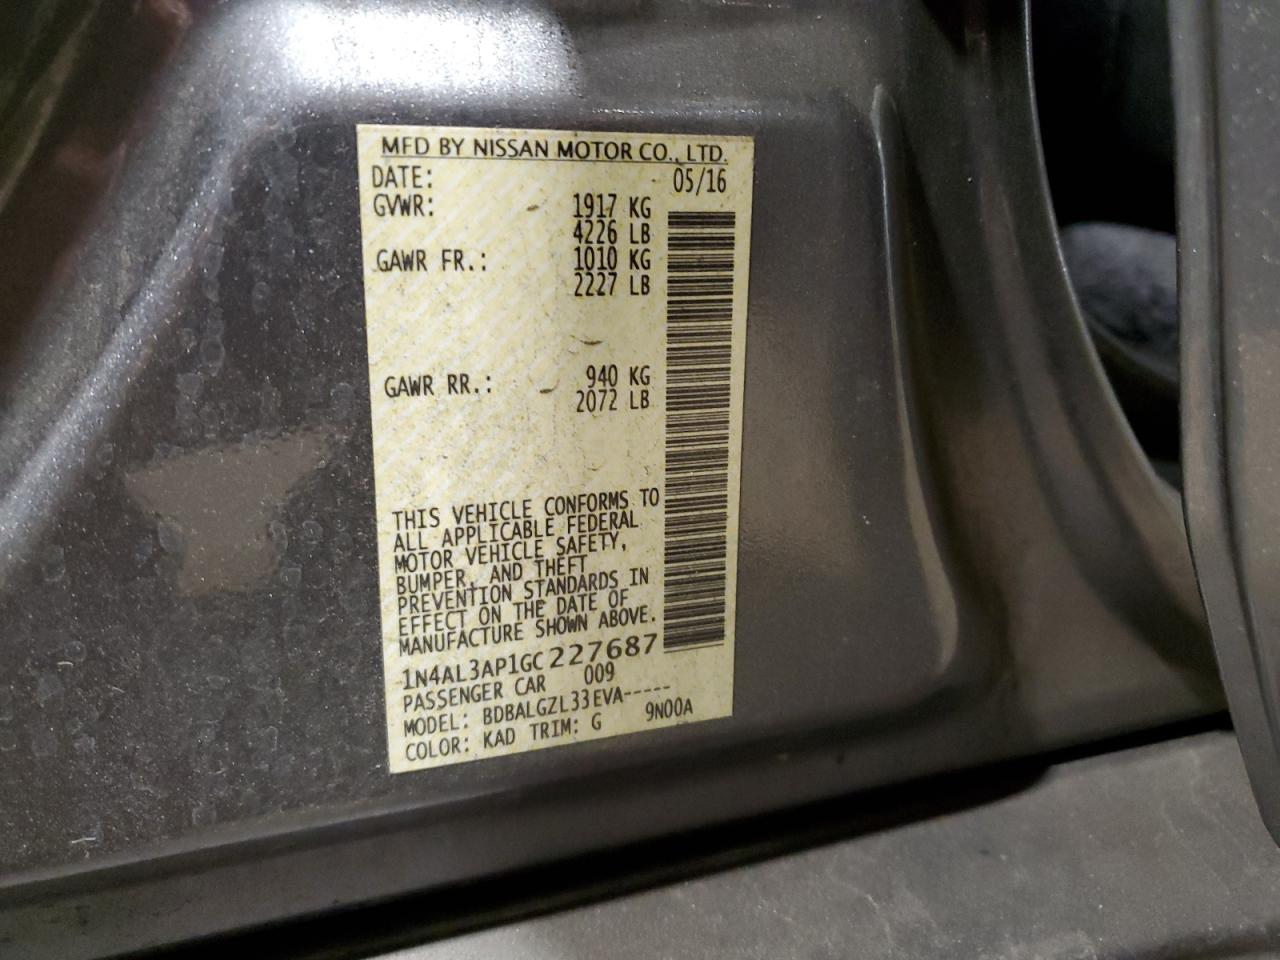 MFD BY NISSAN MOTOR CO., LTD.
DATE: 05/16
GVWR: 1917 KG
4226 LB
GAWR FR.: 1010 KG
2227 LB
GAWR RR.: 940 KG
2072 LB
THIS VEHICLE CONFORMS TO
ALL APPLICABLE FEDERAL
MOTOR VEHICLE SAFETY,
BUMPER, AND THEFT
PREVENTION STANDARDS IN
EFFECT ON THE DATE OF
MANUFACTURE SHOWN ABOVE.
1N4AL3AP1GC227687
PASSENGER CAR 009
MODEL: BDBALGZL33EVA-----
COLOR: KAD TRIM: G 9N00A